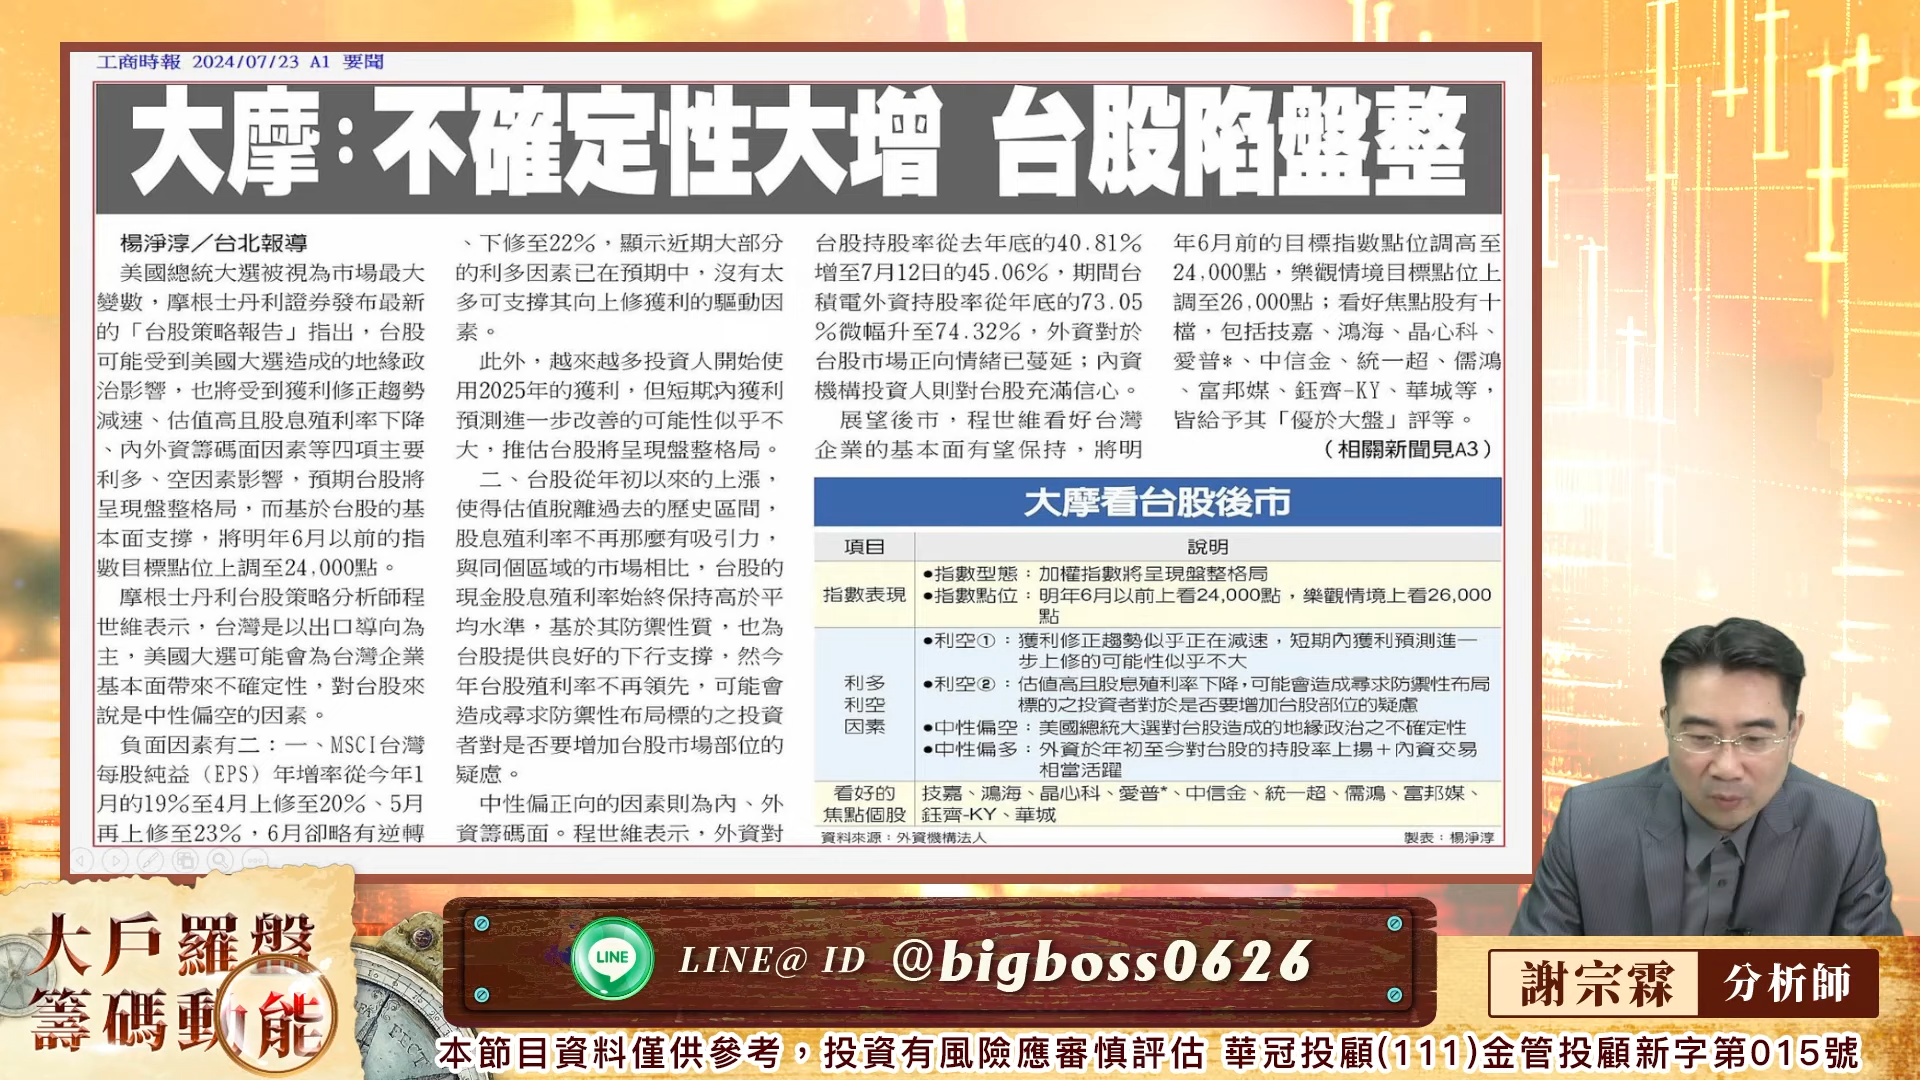 工商時報 2024/07/23 A1 要聞
大摩：不確定性大增 台股陷盤整
楊淨淳／台北報導
美國總統大選被視為市場最大
變數，摩根士丹利證券發布最新
的「台股策略報告」指出，台股
可能受到美國大選造成的地緣政
治影響，也將受到獲利修正趨勢
減速、估值高且股息殖利率下降
、內外資籌碼面因素等四項主要
利多、空因素影響，預期台股將
呈現盤整格局，而基於台股的基
本面支撐，將明年6月以前的指
數目標點位上調至24,000點。
摩根士丹利台股策略分析師程
世維表示，台灣是以出口導向為
主，美國大選可能會為台灣企業
基本面帶來不確定性，對台股來
說是中性偏空的因素。
負面因素有二：一、MSCI台灣
每股純益（EPS）年增率從今年1
月的19%至4月上修至20%、5月
再上修至23%，6月卻略有逆轉
、下修至22%，顯示近期大部分
的利多因素已在預期中，沒有太
多可支撐其向上修獲利的驅動因
素。
此外，越來越多投資人開始使
用2025年的獲利，但短期內獲利
預測進一步改善的可能性似乎不
大，推估台股將呈現盤整格局。
二、台股從年初以來的上漲，
使得估值脫離過去的歷史區間，
股息殖利率不再那麼有吸引力，
與同個區域的市場相比，台股的
現金股息殖利率始終保持高於平
均水準，基於其防禦性質，也為
台股提供良好的下行支撐，然今
年台股殖利率不再領先，可能會
造成尋求防禦性布局標的之投資
者對是否要增加台股市場部位的
疑慮。
中性偏正向的因素則為內、外
資籌碼面。程世維表示，外資對
台股持股率從去年底的40.81%
增至7月12日的45.06%，期間台
積電外資持股率從年底的73.05
%微幅升至74.32%，外資對於
台股市場正向情緒已蔓延；內資
機構投資人則對台股充滿信心。
展望後市，程世維看好台灣
企業的基本面有望保持，將明
年6月前的目標指數點位調高至
24,000點，樂觀情境目標點位上
調至26,000點；看好焦點股有十
檔，包括技嘉、鴻海、晶心科、
愛普*、中信金、統一超、儒鴻
、富邦媒、鈺齊-KY、華城等，
皆給予其「優於大盤」評等。
（相關新聞見A3）
大摩看台股後市
項目 說明
指數表現
●指數型態：加權指數將呈現盤整格局
●指數點位：明年6月以前上看24,000點，樂觀情境上看26,000
點
利多
利空
因素
●利空①：獲利修正趨勢似乎正在減速，短期內獲利預測進一
步上修的可能性似乎不大
●利空②：估值高且股息殖利率下降，可能會造成尋求防禦性布局
標的之投資者對於是否要增加台股部位的疑慮
●中性偏空：美國總統大選對台股造成的地緣政治之不確定性
●中性偏多：外資於年初至今對台股的持股率上揚＋內資交易
相當活躍
看好的
焦點個股
技嘉、鴻海、晶心科、愛普*、中信金、統一超、儒鴻、富邦媒、
鈺齊-KY、華城
資料來源：外資機構法人 製表：楊淨淳
大戶羅盤
籌碼動能
LINE
LINE@ ID @bigboss0626
謝宗霖 分析師
本節目資料僅供參考，投資有風險應審慎評估 華冠投顧(111)金管投顧新字第015號